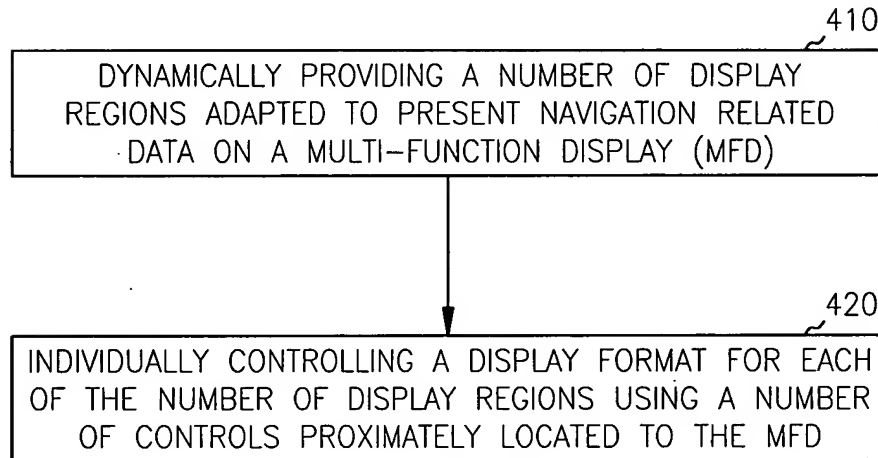 410
DYNAMICALLY PROVIDING A NUMBER OF DISPLAY
REGIONS ADAPTED TO PRESENT NAVIGATION RELATED
DATA ON A MULTI-FUNCTION DISPLAY (MFD)
420
INDIVIDUALLY CONTROLLING A DISPLAY FORMAT FOR EACH
OF THE NUMBER OF DISPLAY REGIONS USING A NUMBER
OF CONTROLS PROXIMATELY LOCATED TO THE MFD